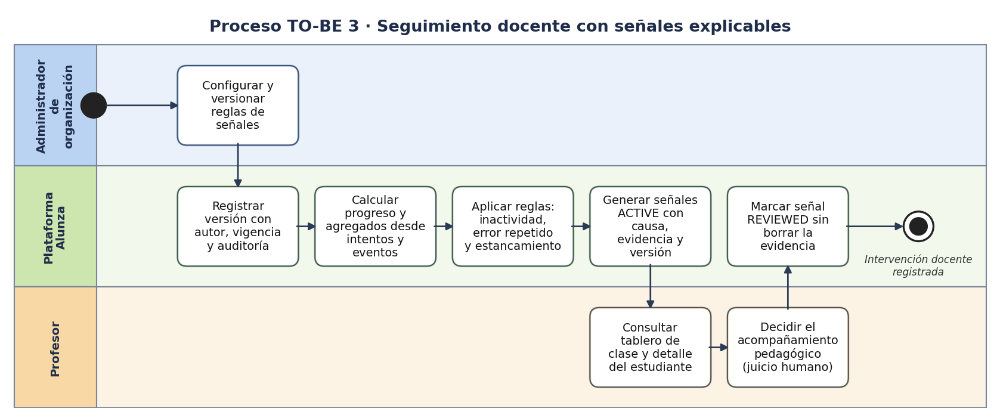 Proceso TO-BE 3 · Seguimiento docente con señales explicables
Administrador
de
organización
Configurar y
versionar
reglas de
señales
Plataforma
Alunza
Registrar
versión con
autor, vigencia
y auditoría
Calcular
progreso y
agregados desde
intentos y
eventos
Aplicar reglas:
inactividad,
error repetido
y estancamiento
Generar señales
ACTIVE con
causa,
evidencia y
versión
Marcar señal
REVIEWED sin
borrar la
evidencia
Intervención docente
registrada
Profesor
Consultar
tablero de
clase y detalle
del estudiante
Decidir el
acompañamiento
pedagógico
(juicio humano)